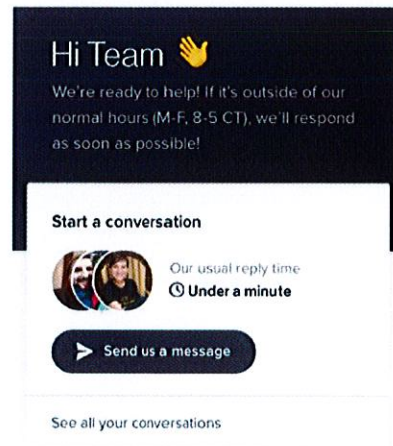 Hi Team 👋
We're ready to help! If it's outside of our
normal hours (M-F, 8-5 CT), we'll respond
as soon as possible!
Start a conversation
Our usual reply time
Under a minute
Send us a message
See all your conversations